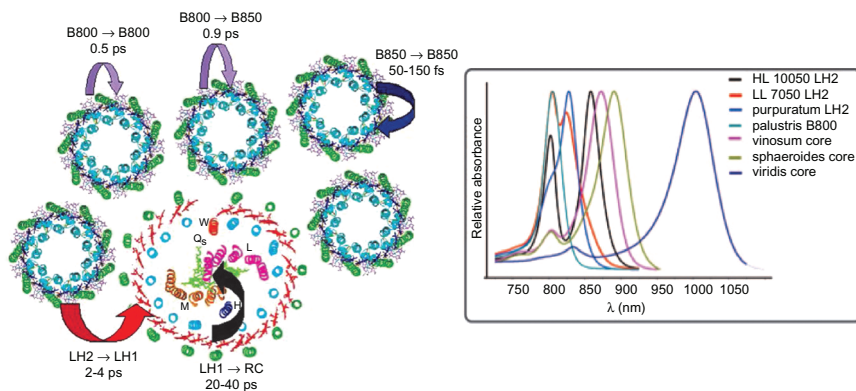 B800 → B800
0.5 ps
B800 → B850
0.9 ps
B850 → B850
50-150 fs
W
Qs
L
M
H
LH2 → LH1
2-4 ps
LH1 → RC
20-40 ps
Relative absorbance
HL 10050 LH2
LL 7050 LH2
purpuratum LH2
palustris B800
vinosum core
sphaeroides core
viridis core
750 800 850 900 950 1000 1050
λ (nm)